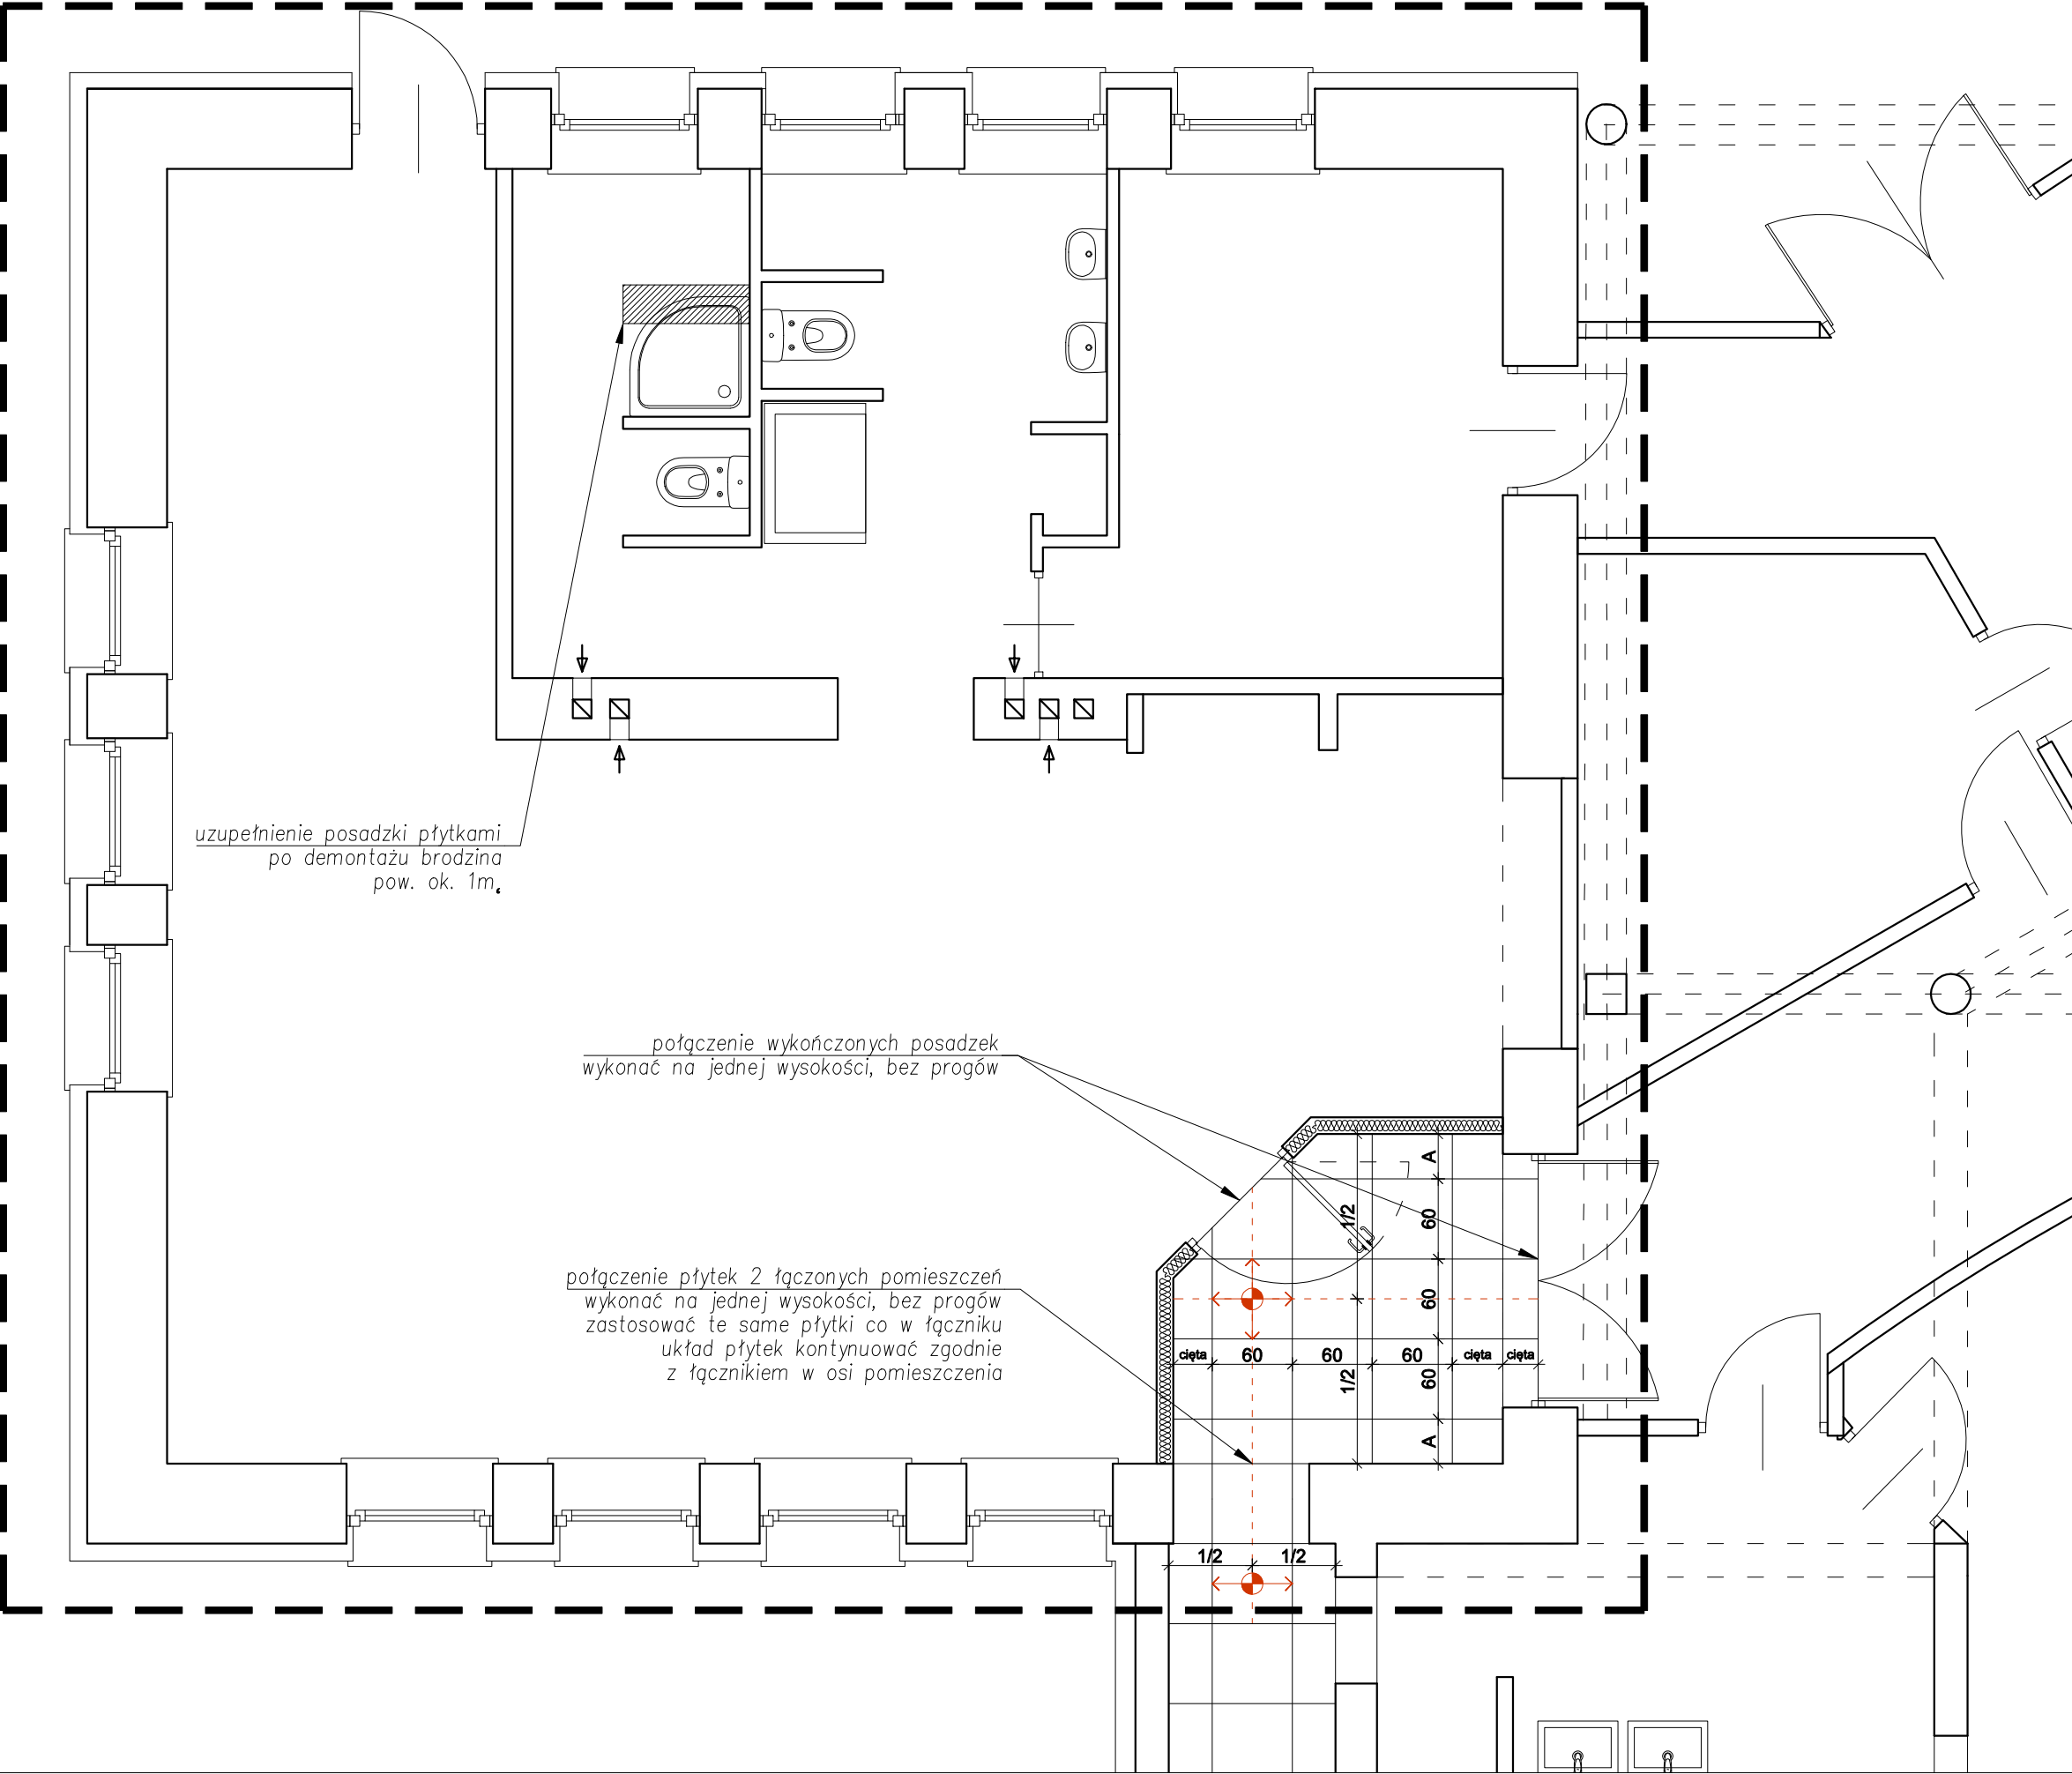 uzupełnienie posadzki płytkami
po demontażu brodzina
pow. ok. 1m
połączenie wykończonych posadzek
wykonać na jednej wysokości, bez progów
połączenie płytek 2 łączonych pomieszczeń
wykonać na jednej wysokości, bez progów
zastosować te same płytki co w łączniku
układ płytek kontynuować zgodnie
z łącznikiem w osi pomieszczenia
A
60
60
60
A
1/2
1/2
cięta
60
60
60
cięta
cięta
1/2
1/2